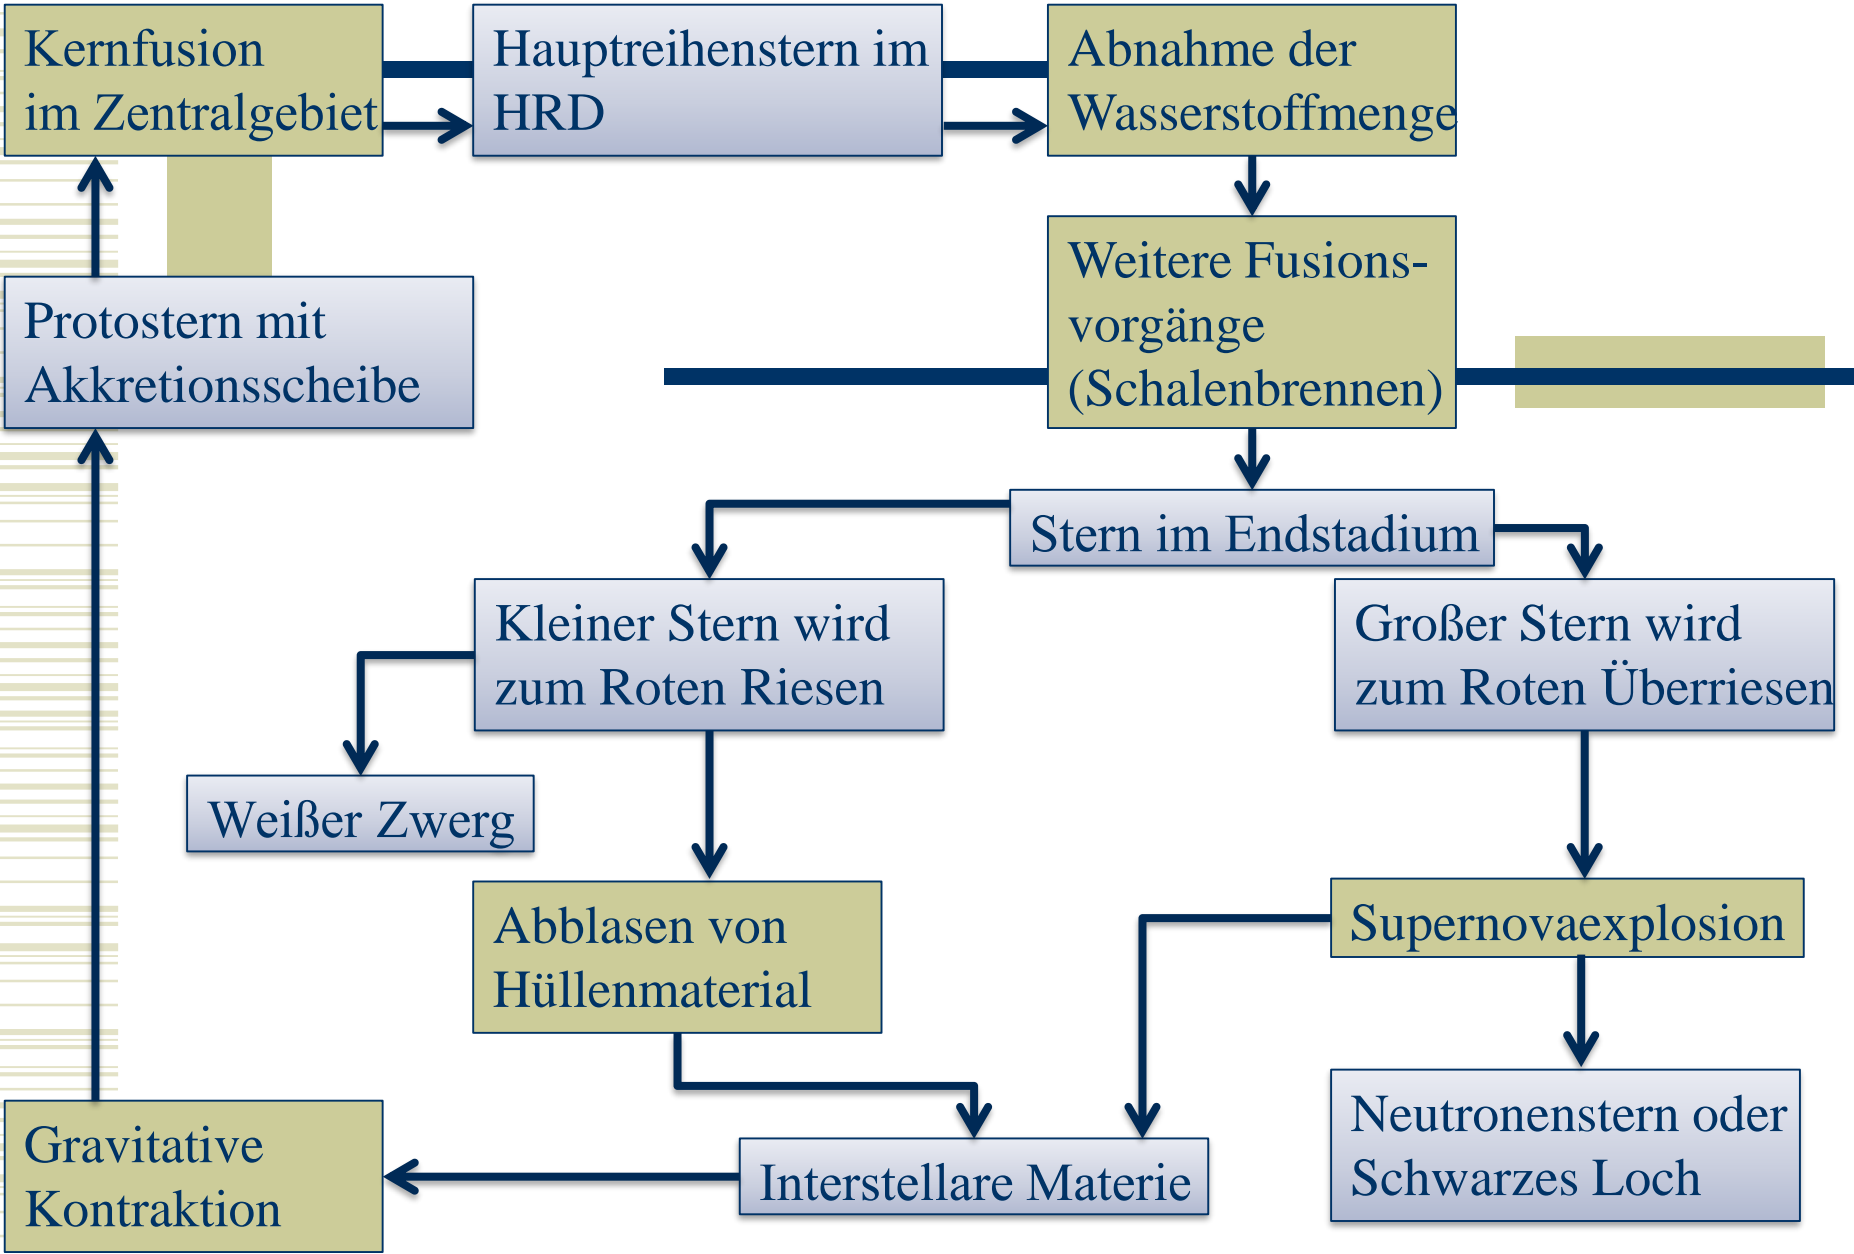 Kernfusion
im Zentralgebiet
Hauptreihenstern im
HRD
Abnahme der
Wasserstoffmenge
Weitere Fusions-
vorgänge
(Schalenbrennen)
Protostern mit
Akkretionsscheibe
Stern im Endstadium
Kleiner Stern wird
zum Roten Riesen
Großer Stern wird
zum Roten Überriesen
Weißer Zwerg
Abblasen von
Hüllenmaterial
Supernovaexplosion
Neutronenstern oder
Schwarzes Loch
Interstellare Materie
Gravitative
Kontraktion